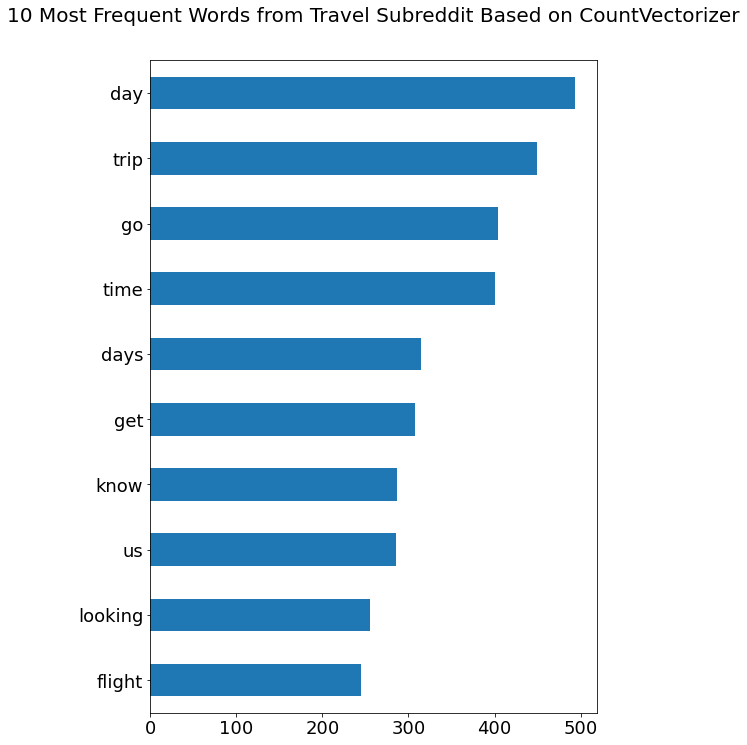 10 Most Frequent Words from Travel Subreddit Based on CountVectorizer
day
trip
go
time
days
get
know
us
looking
flight
0 100 200 300 400 500